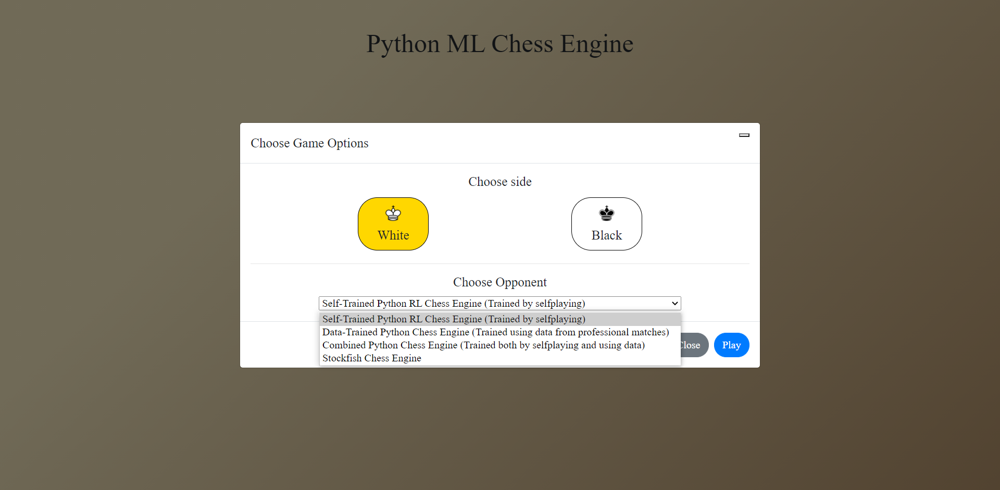 Python ML Chess Engine
Choose Game Options
Choose side
White
Black
Choose Opponent
Self-Trained Python RL Chess Engine (Trained by selfplaying)
Self-Trained Python RL Chess Engine (Trained by selfplaying)
Data-Trained Python Chess Engine (Trained using data from professional matches)
Combined Python Chess Engine (Trained both by selfplaying and using data)
Stockfish Chess Engine
Close
Play